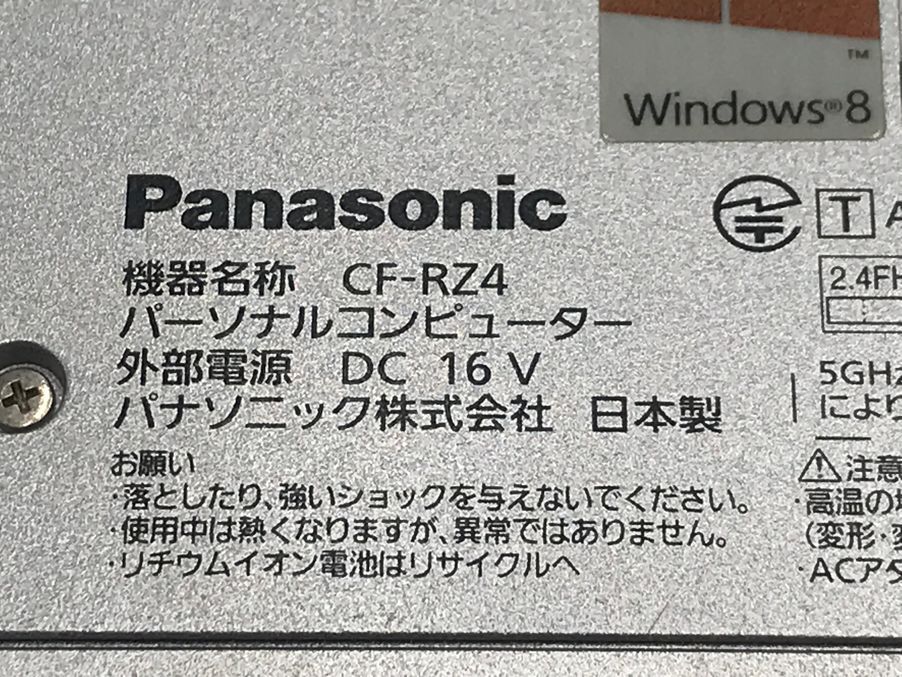 Windows®8
™
Panasonic
機器名称 CF-RZ4
パーソナルコンピューター
外部電源 DC 16 V
パナソニック株式会社 日本製
お願い
・落としたり、強いショックを与えないでください。
・使用中は熱くなりますが、異常ではありません。
・リチウムイオン電池はリサイクルへ
T A
2.4FH
5GHz
により
⚠注意
・高温の
(変形・変
・ACアダ